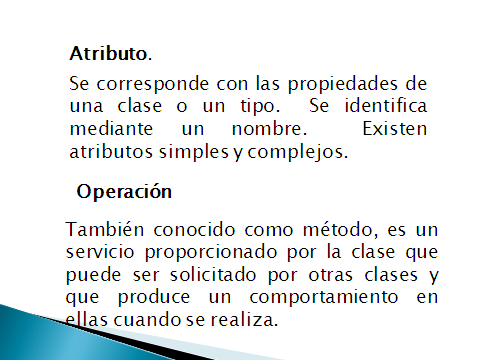 Atributo.
Se corresponde con las propiedades de
una clase o un tipo. Se identifica
mediante un nombre. Existen
atributos simples y complejos.
Operación
También conocido como método, es un
servicio proporcionado por la clase que
puede ser solicitado por otras clases y
que produce un comportamiento en
ellas cuando se realiza.